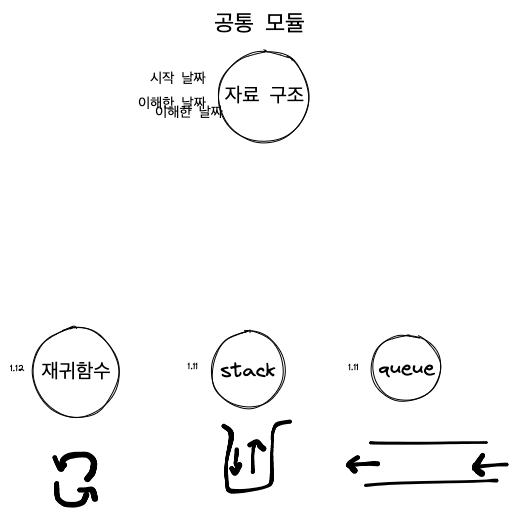 공통 모듈
시작 날짜
자료 구조
이해한 날짜
이해한 날짜
1.12
재귀함수
1.11
stack
1.11
queue